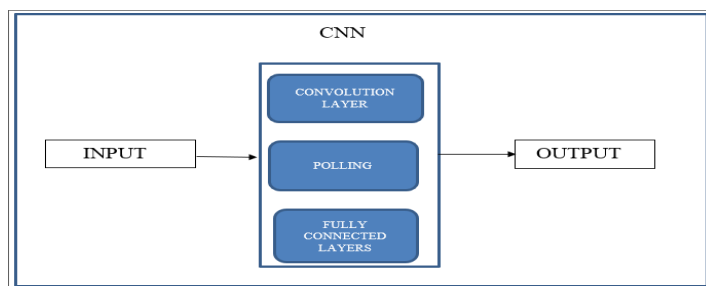 CNN
CONVOLUTION
LAYER
INPUT
POLLING
OUTPUT
FULLY
CONNECTED
LAYERS